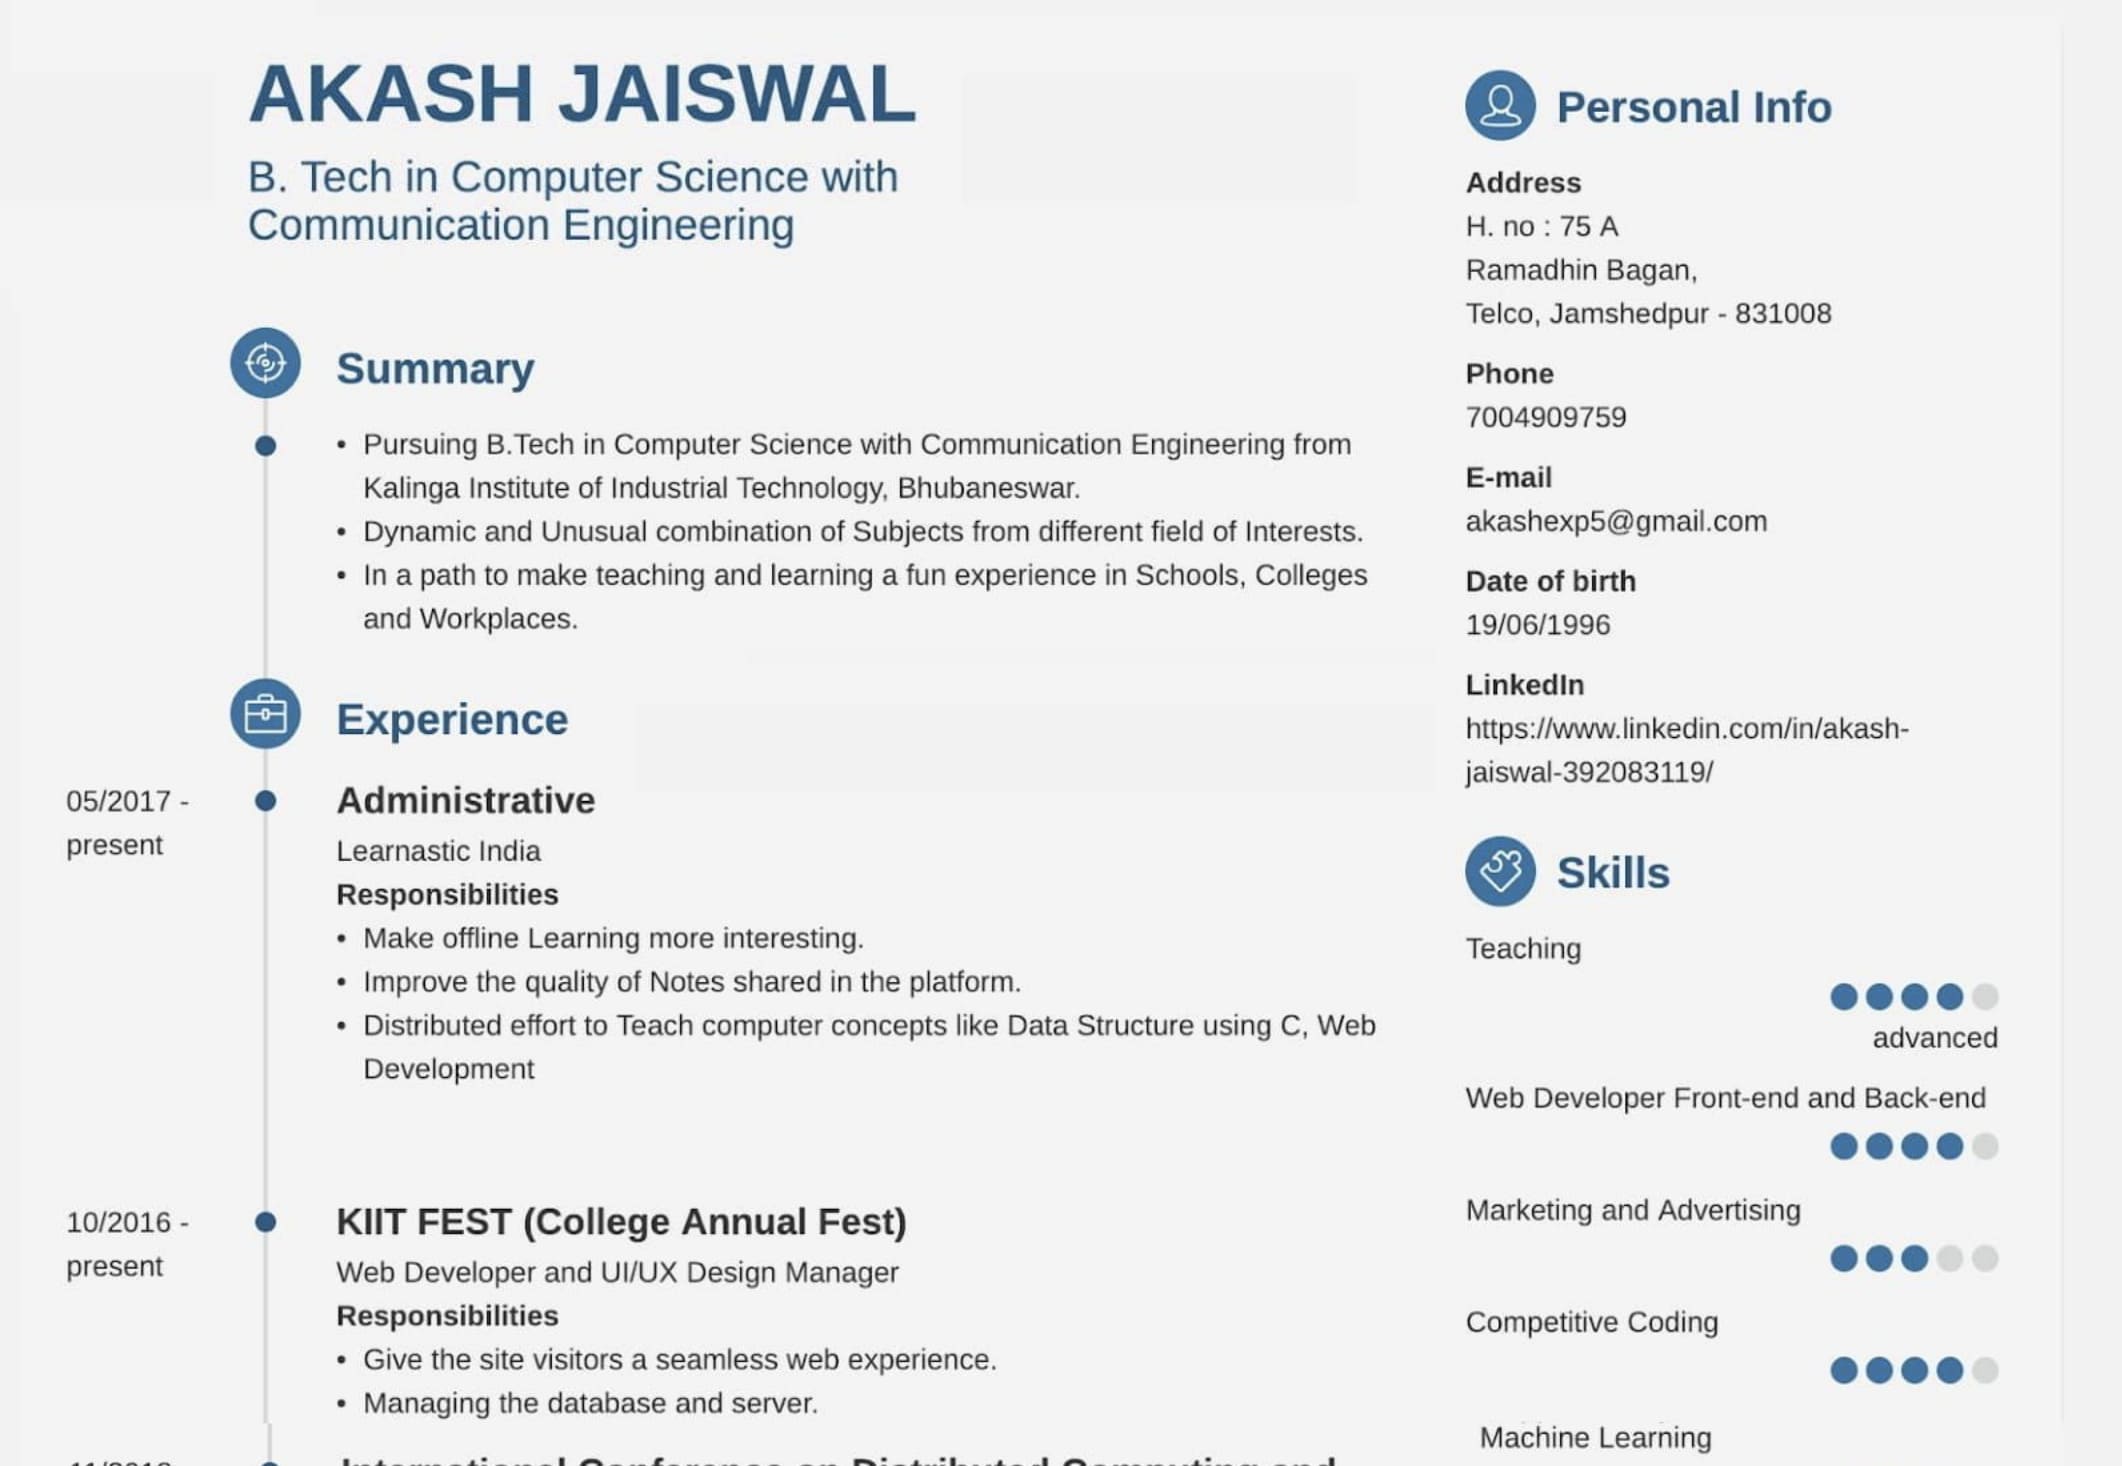 AKASH JAISWAL
B. Tech in Computer Science with
Communication Engineering
Summary
• Pursuing B.Tech in Computer Science with Communication Engineering from
Kalinga Institute of Industrial Technology, Bhubaneswar.
• Dynamic and Unusual combination of Subjects from different field of Interests.
• In a path to make teaching and learning a fun experience in Schools, Colleges
and Workplaces.
Experience
05/2017 -
present
Administrative
Learnastic India
Responsibilities
• Make offline Learning more interesting.
• Improve the quality of Notes shared in the platform.
• Distributed effort to Teach computer concepts like Data Structure using C, Web
Development
10/2016 -
present
KIIT FEST (College Annual Fest)
Web Developer and UI/UX Design Manager
Responsibilities
• Give the site visitors a seamless web experience.
• Managing the database and server.
International Conference on Distributed Computing and
Personal Info
Address
H. no : 75 A
Ramadhin Bagan,
Telco, Jamshedpur - 831008
Phone
7004909759
E-mail
akashexp5@gmail.com
Date of birth
19/06/1996
LinkedIn
https://www.linkedin.com/in/akash-
jaiswal-392083119/
Skills
Teaching
advanced
Web Developer Front-end and Back-end
Marketing and Advertising
Competitive Coding
Machine Learning